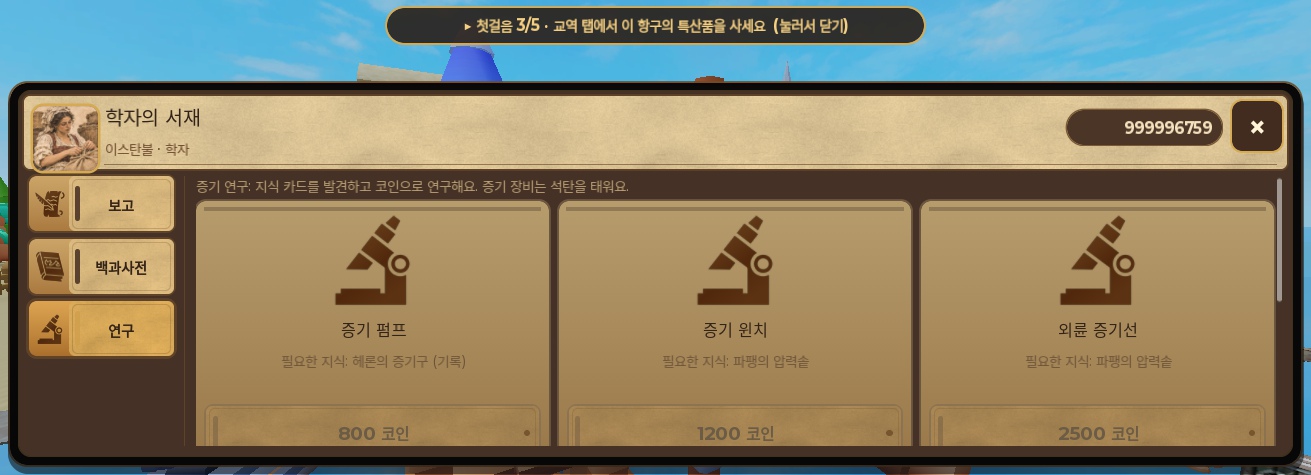 ▸ 첫걸음 3/5 · 교역 탭에서 이 항구의 특산품을 사세요 (눌러서 닫기)
학자의 서재
이스탄불 · 학자
999996759
×
보고
백과사전
연구
증기 연구: 지식 카드를 발견하고 코인으로 연구해요. 증기 장비는 석탄을 태워요.
증기 펌프
필요한 지식: 헤론의 증기구 (기록)
800 코인
증기 윈치
필요한 지식: 파팽의 압력솥
1200 코인
외륜 증기선
필요한 지식: 파팽의 압력솥
2500 코인